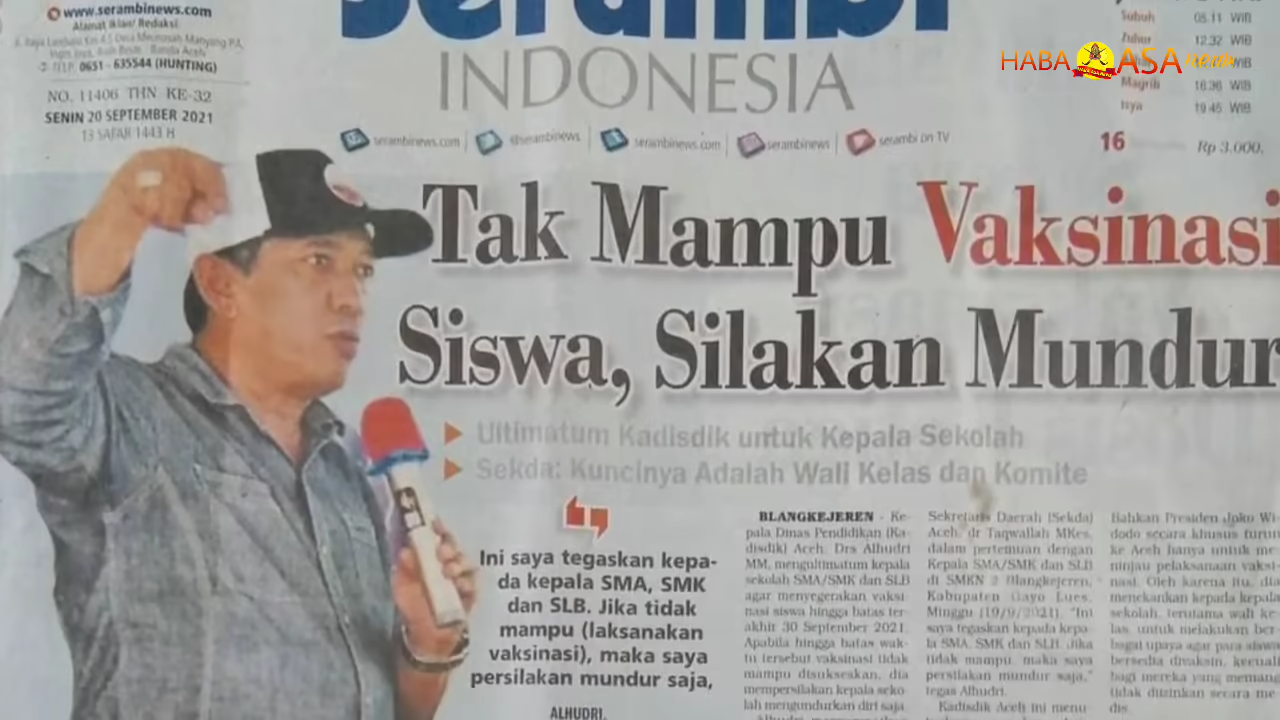 www.serambinews.com
Alamat Iklan/ Redaksi:
TELP. 0651 - 635544 (HUNTING)
NO. 11406 THN. KE-32
SENIN 20 SEPTEMBER 2021
13 SAFAR 1443 H
serambi
INDONESIA
serambinews.com
@serambinews
serambinews.com
serambinews
serambi on TV
Subuh 05.11 WIB
Zuhur 12.32 WIB
WIB
Magrib 18.36 WIB
Isya 19.45 WIB
16
Rp 3.000,
HABA ASA
Tak Mampu Vaksinasi
Siswa, Silakan Mundur
Ultimatum Kadisdik untuk Kepala Sekolah
Sekda: Kuncinya Adalah Wali Kelas dan Komite
Ini saya tegaskan kepa-
da kepala SMA, SMK
dan SLB. Jika tidak
mampu (laksanakan
vaksinasi), maka saya
persilakan mundur saja,
ALHUDRI,
BLANGKEJEREN - Ke-
pala Dinas Pendidikan (Ka-
disdik) Aceh, Drs Alhudri
MM, mengultimatum kepala
sekolah SMA/SMK dan SLB
agar menyegerakan vaksi-
nasi siswa hingga batas ter-
akhir 30 September 2021.
Apabila hingga batas wak-
tu tersebut vaksinasi tidak
mampu disukseskan, dia
mempersilakan kepala seko-
lah mengundurkan diri saja.
Sekretaris Daerah (Sekda)
Aceh, dr Taqwallah MKes,
dalam pertemuan dengan
Kepala SMA/SMK dan SLB
di SMKN 2 Blangkejeren,
Kabupaten Gayo Lues,
Minggu (19/9/2021). "Ini
saya tegaskan kepada kepa-
la SMA, SMK dan SLB. Jika
tidak mampu, maka saya
persilakan mundur saja,"
tegas Alhudri.
Kadisdik Aceh ini menu-
Bahkan Presiden Joko Wi-
dodo secara khusus turun
ke Aceh hanya untuk me-
ninjau pelaksanaan vaksi-
nasi. Oleh karena itu, dia
menekankan kepada kepala
sekolah, terutama wali ke-
las, untuk melakukan ber-
bagai upaya agar para siswa
bersedia divaksin, kecuali
bagi mereka yang memang
tidak diizinkan secara me-
dis.